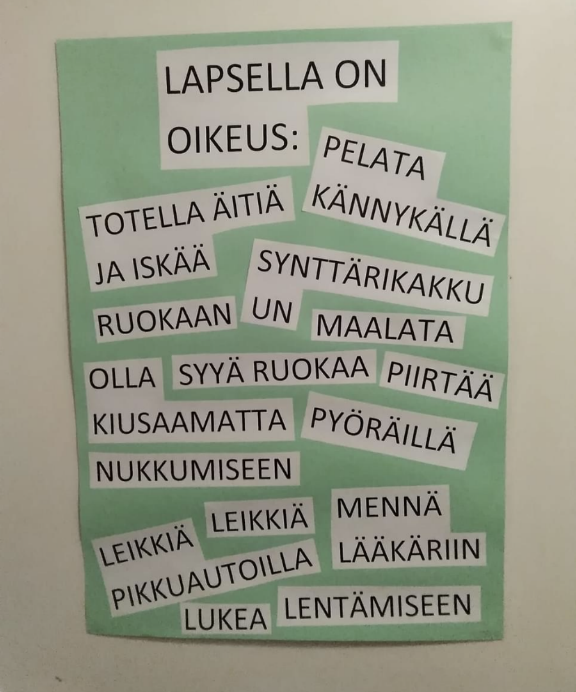 LAPSELLA ON
OIKEUS:
PELATA
KÄNNYKÄLLÄ
TOTELLA ÄITIÄ
JA ISKÄÄ
SYNTTÄRIKAKKU
UN
RUOKAAN
MAALATA
OLLA
KIUSAAMATTA
SYYÄ RUOKAA
PIIRTÄÄ
PYÖRÄILLÄ
NUKKUMISEEN
LEIKKIÄ
PIKKUAUTOILLA
LEIKKIÄ
MENNÄ
LÄÄKÄRIIN
LUKEA
LENTÄMISEEN